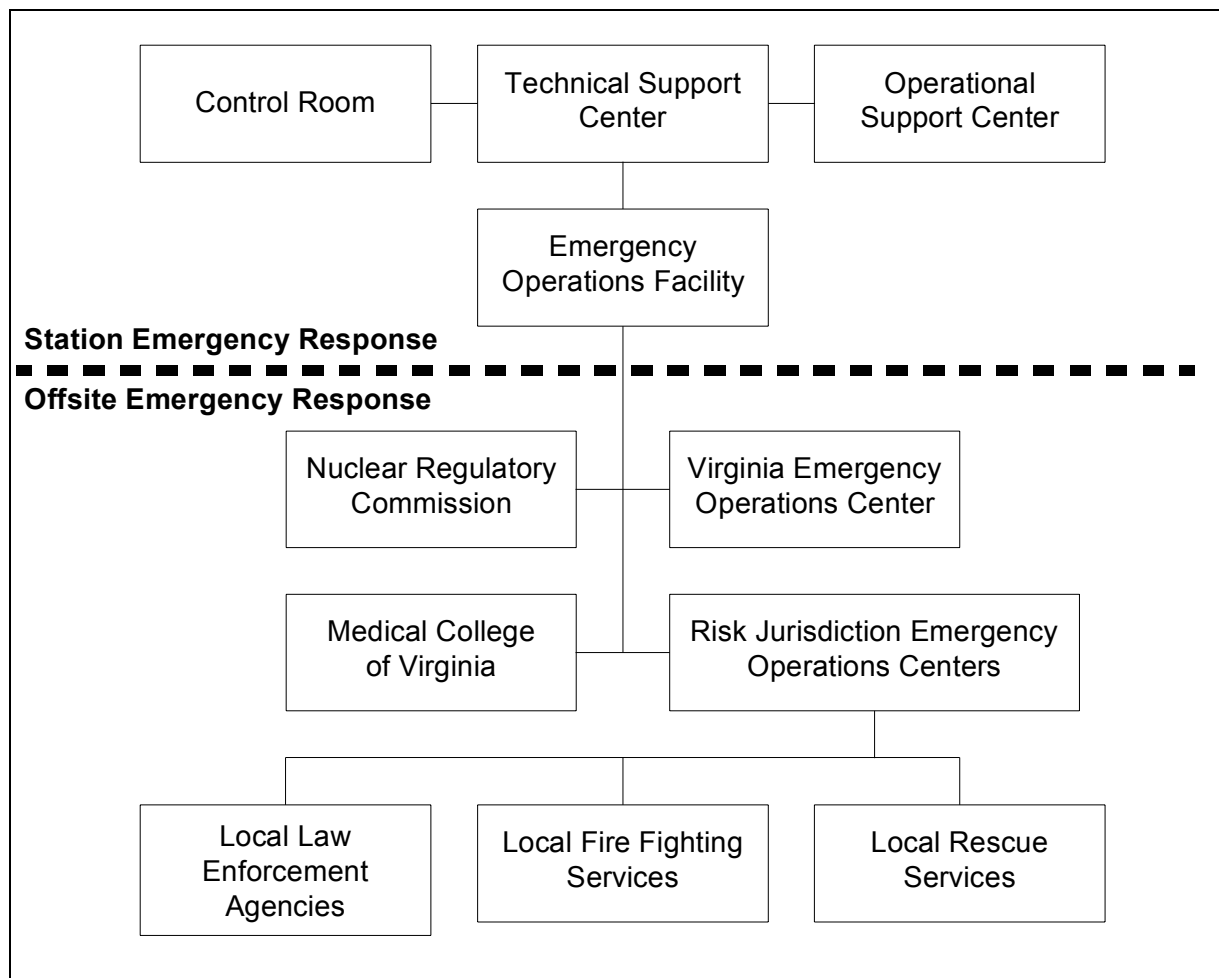 Control Room
Technical Support
Center
Operational
Support Center
Emergency
Operations Facility
Station Emergency Response
Offsite Emergency Response
Nuclear Regulatory
Commission
Virginia Emergency
Operations Center
Medical College
of Virginia
Risk Jurisdiction Emergency
Operations Centers
Local Law
Enforcement
Agencies
Local Fire Fighting
Services
Local Rescue
Services